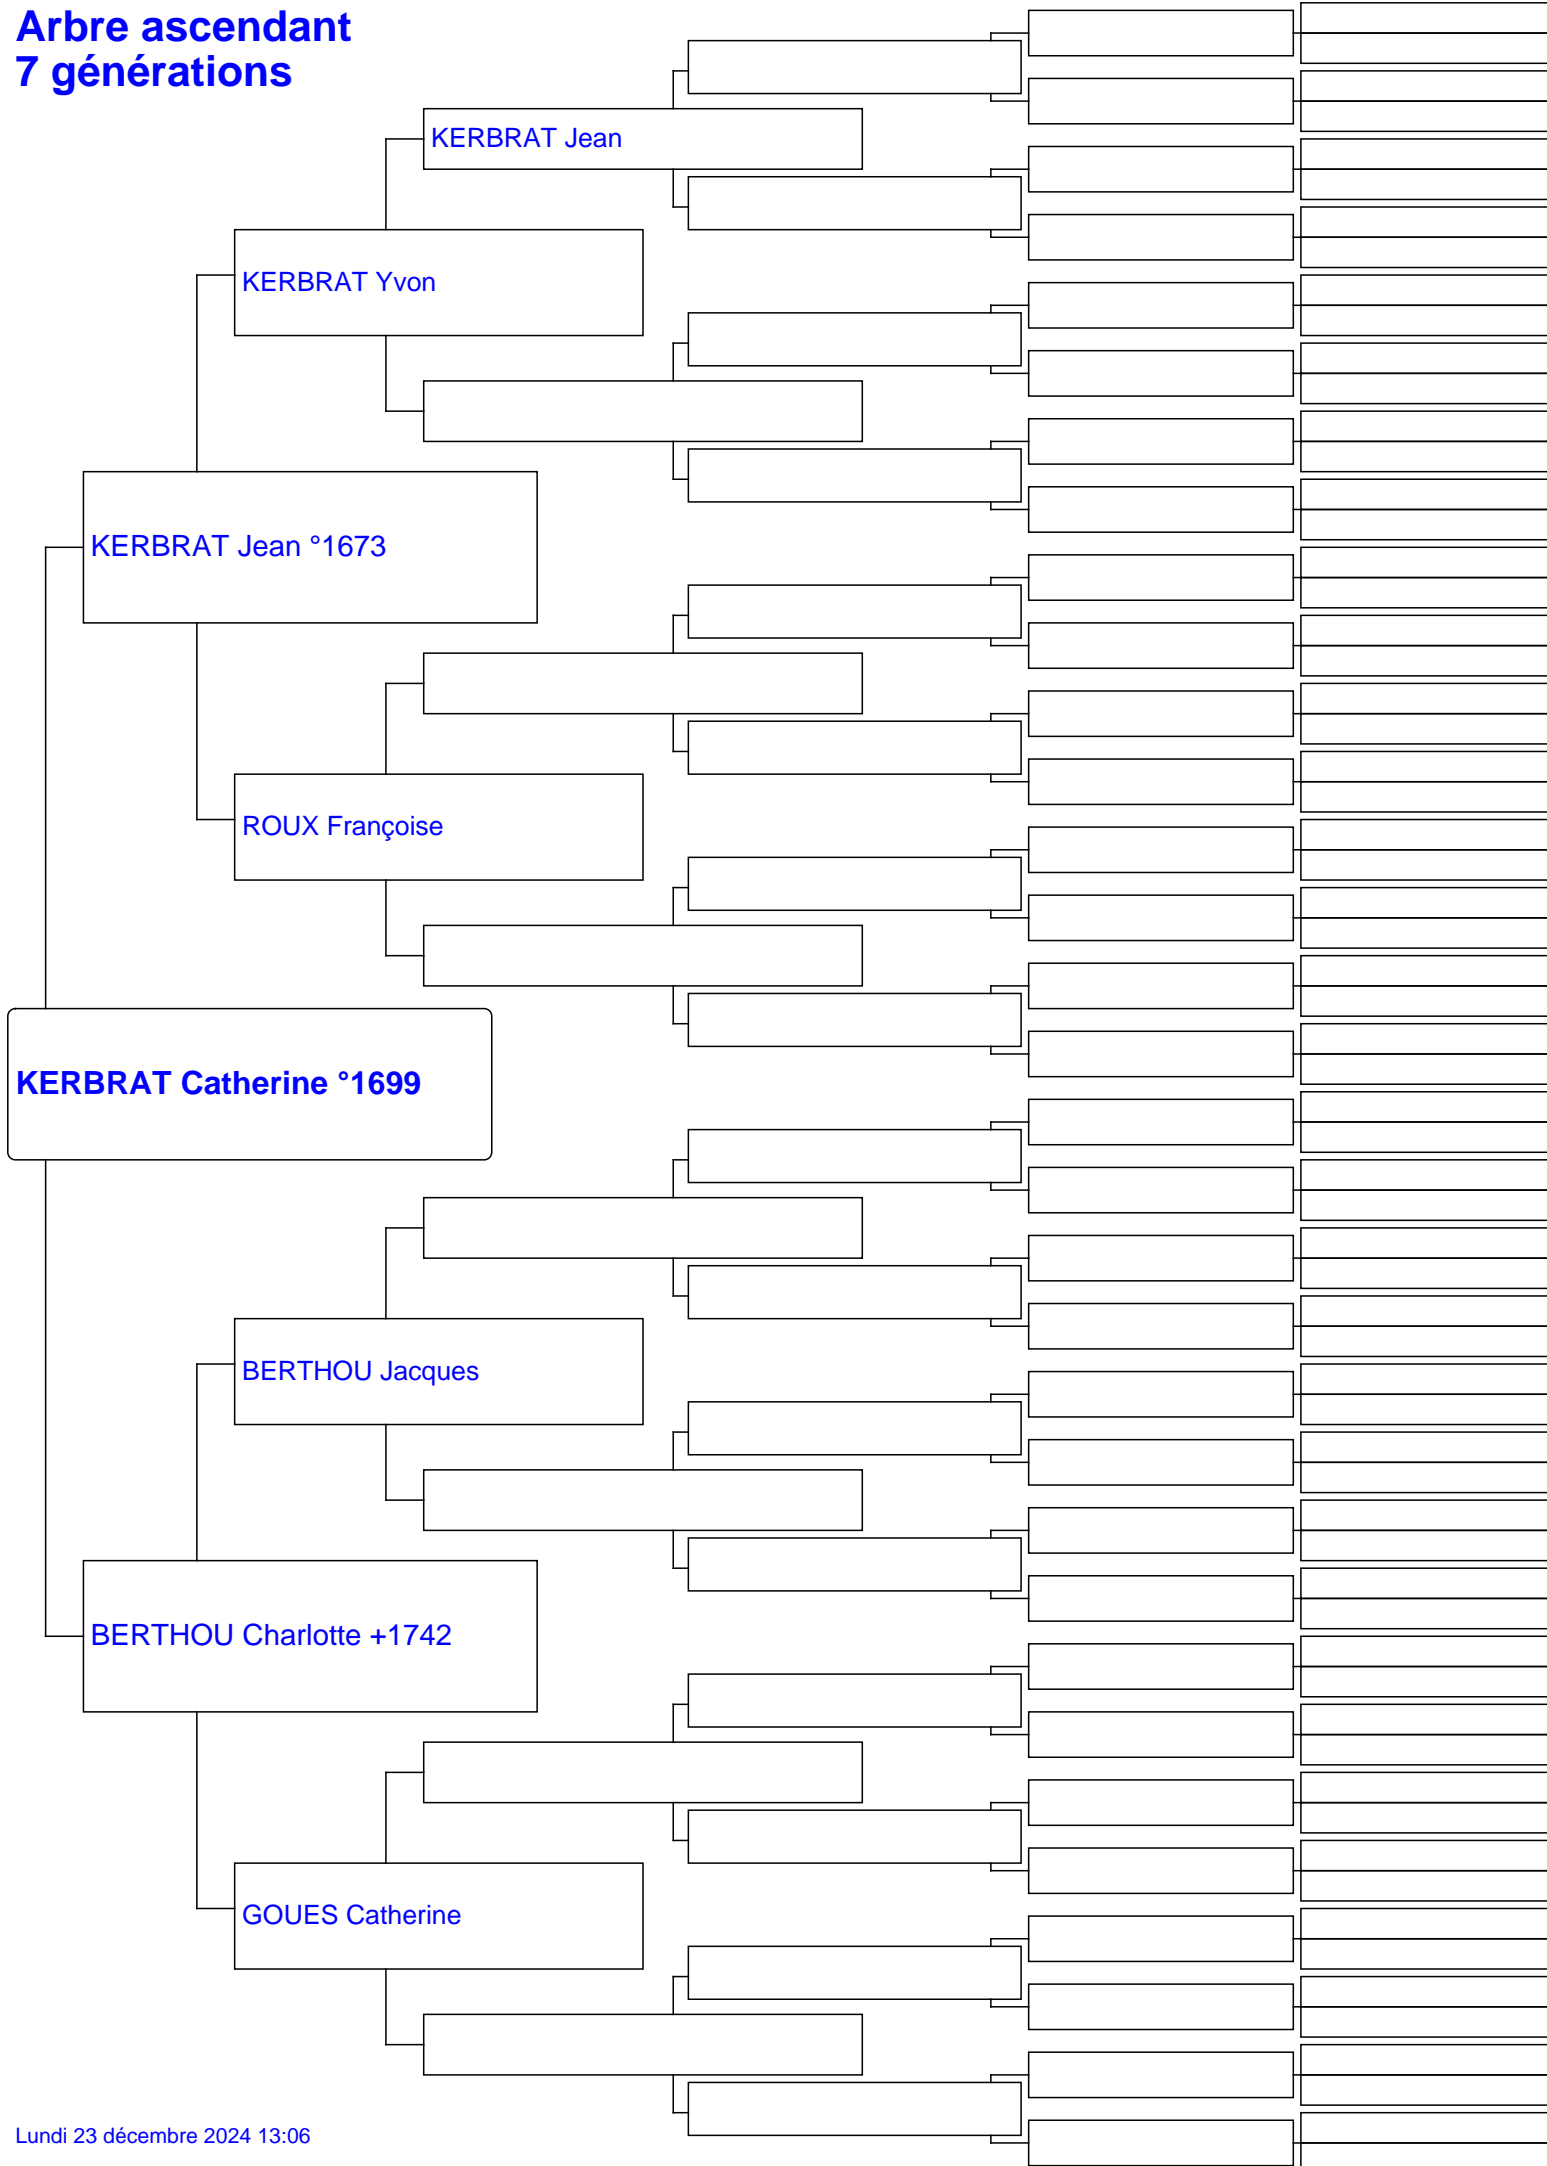 Arbre ascendant
7 générations
KERBRAT Jean
KERBRAT Yvon
KERBRAT Jean °1673
ROUX Françoise
KERBRAT Catherine °1699
BERTHOU Jacques
BERTHOU Charlotte +1742
GOUES Catherine
Lundi 23 décembre 2024 13:06